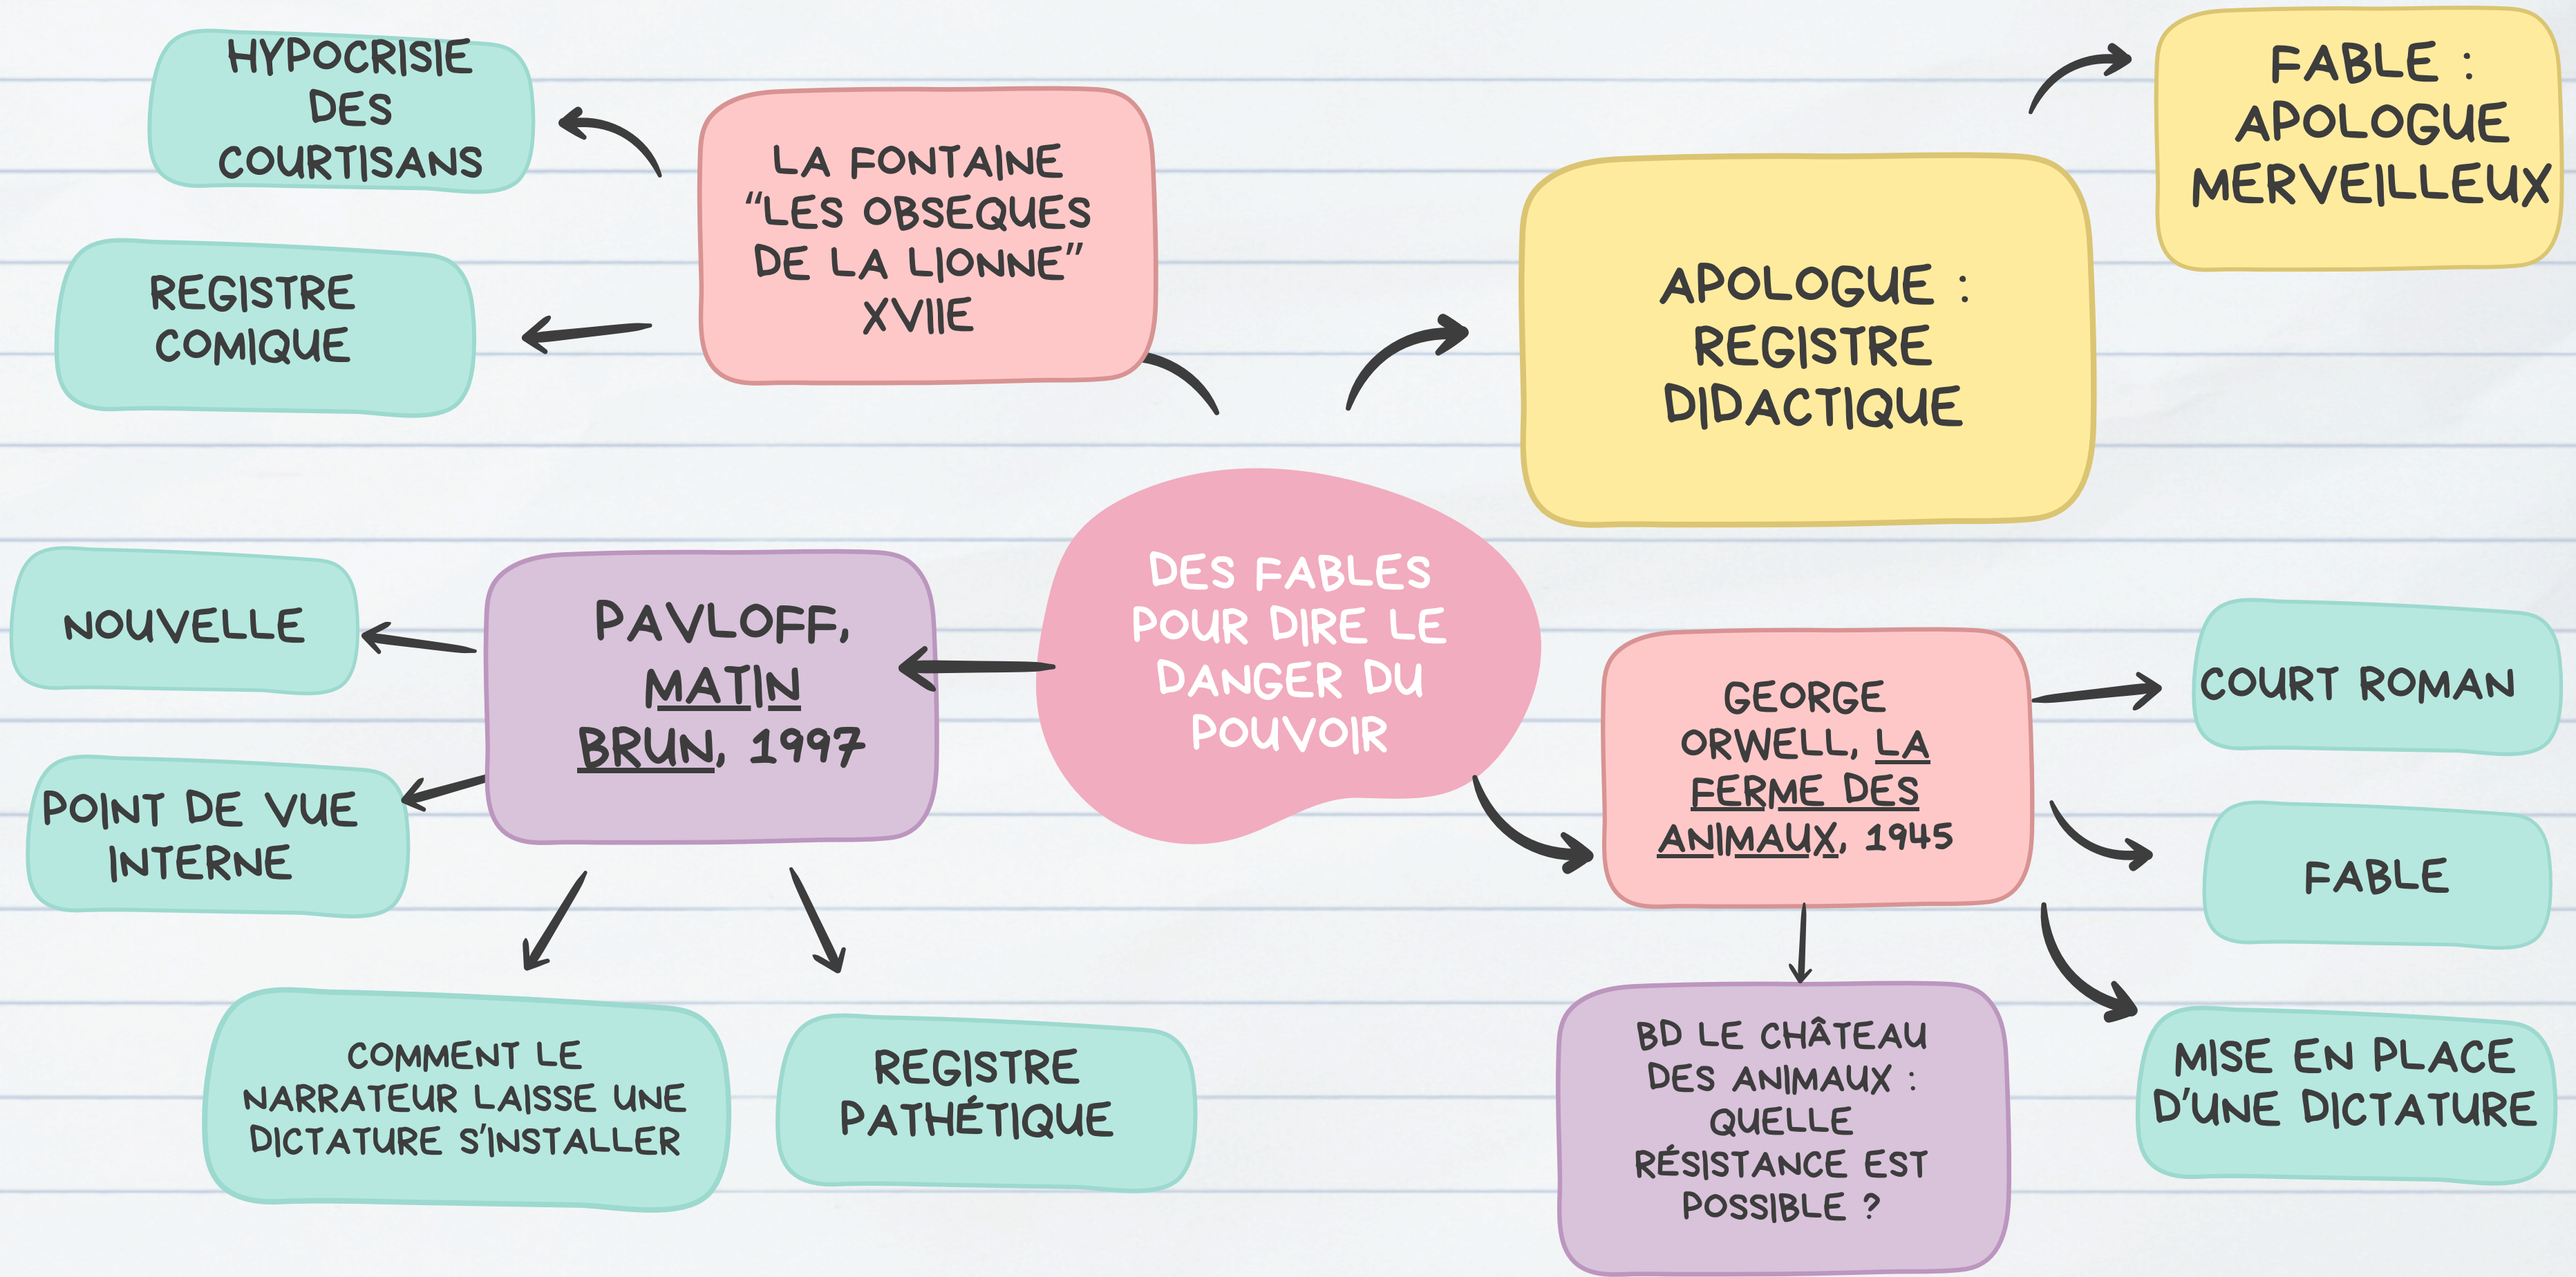 HYPOCRISIE
DES
COURTISANS
REGISTRE
COMIQUE
LA FONTAINE
“LES OBSEQUES
DE LA LIONNE”
XVIIE
APOLOGUE :
REGISTRE
DIDACTIQUE
FABLE :
APOLOGUE
MERVEILLEUX
DES FABLES
POUR DIRE LE
DANGER DU
POUVOIR
PAVLOFF,
MATIN
BRUN, 1997
NOUVELLE
POINT DE VUE
INTERNE
COMMENT LE
NARRATEUR LAISSE UNE
DICTATURE S'INSTALLER
REGISTRE
PATHÉTIQUE
GEORGE
ORWELL, LA
FERME DES
ANIMAUX, 1945
COURT ROMAN
FABLE
MISE EN PLACE
D'UNE DICTATURE
BD LE CHÂTEAU
DES ANIMAUX :
QUELLE
RÉSISTANCE EST
POSSIBLE ?